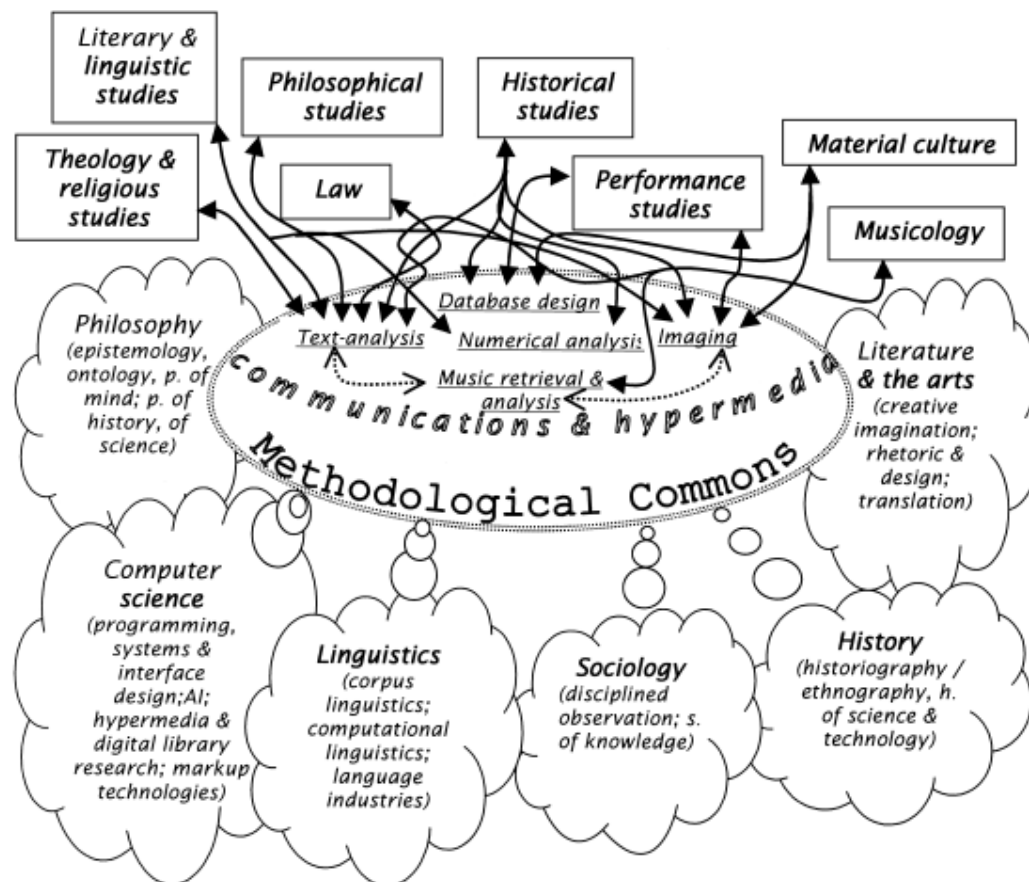 Literary &
linguistic
studies
Philosophical
studies
Historical
studies
Material culture
Theology &
religious
studies
Law
Performance
studies
Musicology
Database design
Text-analysis
Numerical analysis
Imaging
Music retrieval &
analysis
communications & hypermedia
Methodological Commons
Philosophy
(epistemology,
ontology, p. of
mind; p. of
history, of
science)
Literature
& the arts
(creative
imagination;
rhetoric &
design;
translation)
Computer
science
(programming,
systems &
interface
design;AI;
hypermedia &
digital library
research; markup
technologies)
Linguistics
(corpus
linguistics;
computational
linguistics;
language
industries)
Sociology
(disciplined
observation; s.
of knowledge)
History
(historiography /
ethnography, h.
of science &
technology)